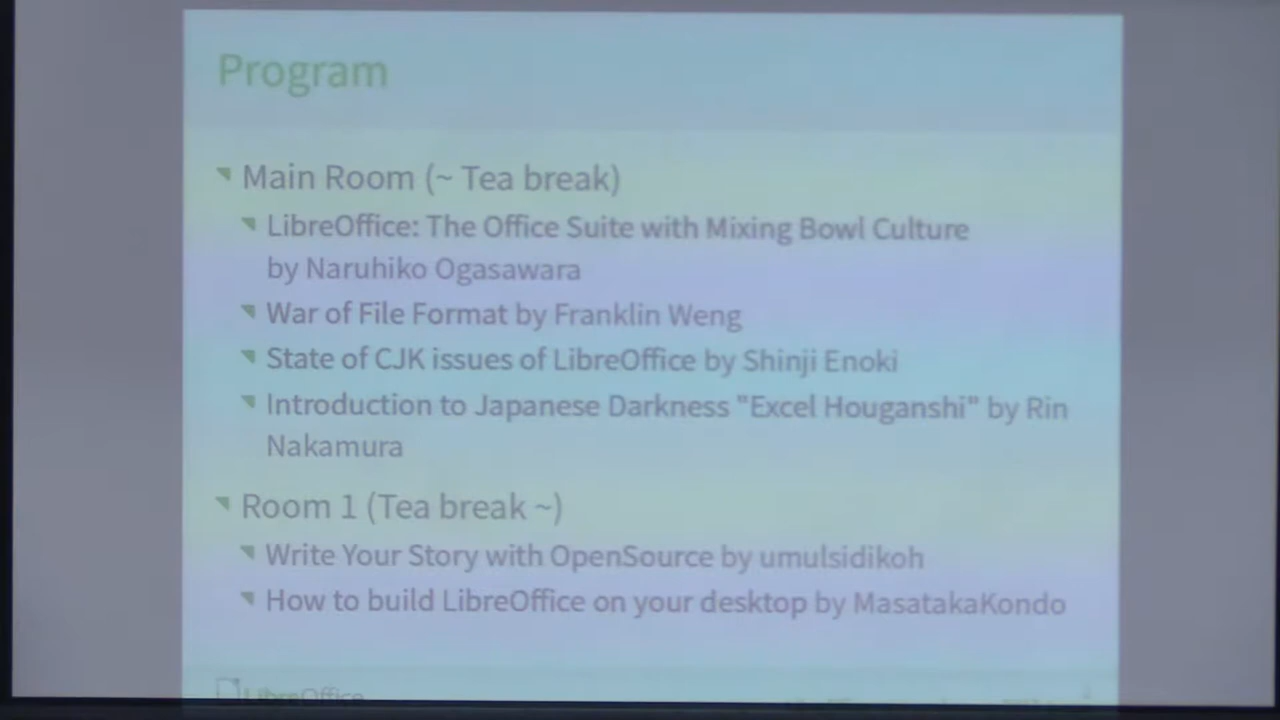 Program
Main Room (~ Tea break)
LibreOffice: The Office Suite with Mixing Bowl Culture
by Naruhiko Ogasawara
War of File Format by Franklin Weng
State of CJK issues of LibreOffice by Shinji Enoki
Introduction to Japanese Darkness "Excel Houganshi" by Rin
Nakamura
Room 1 (Tea break ~)
Write Your Story with OpenSource by umulsidikoh
How to build LibreOffice on your desktop by MasatakaKondo
LibreOffice